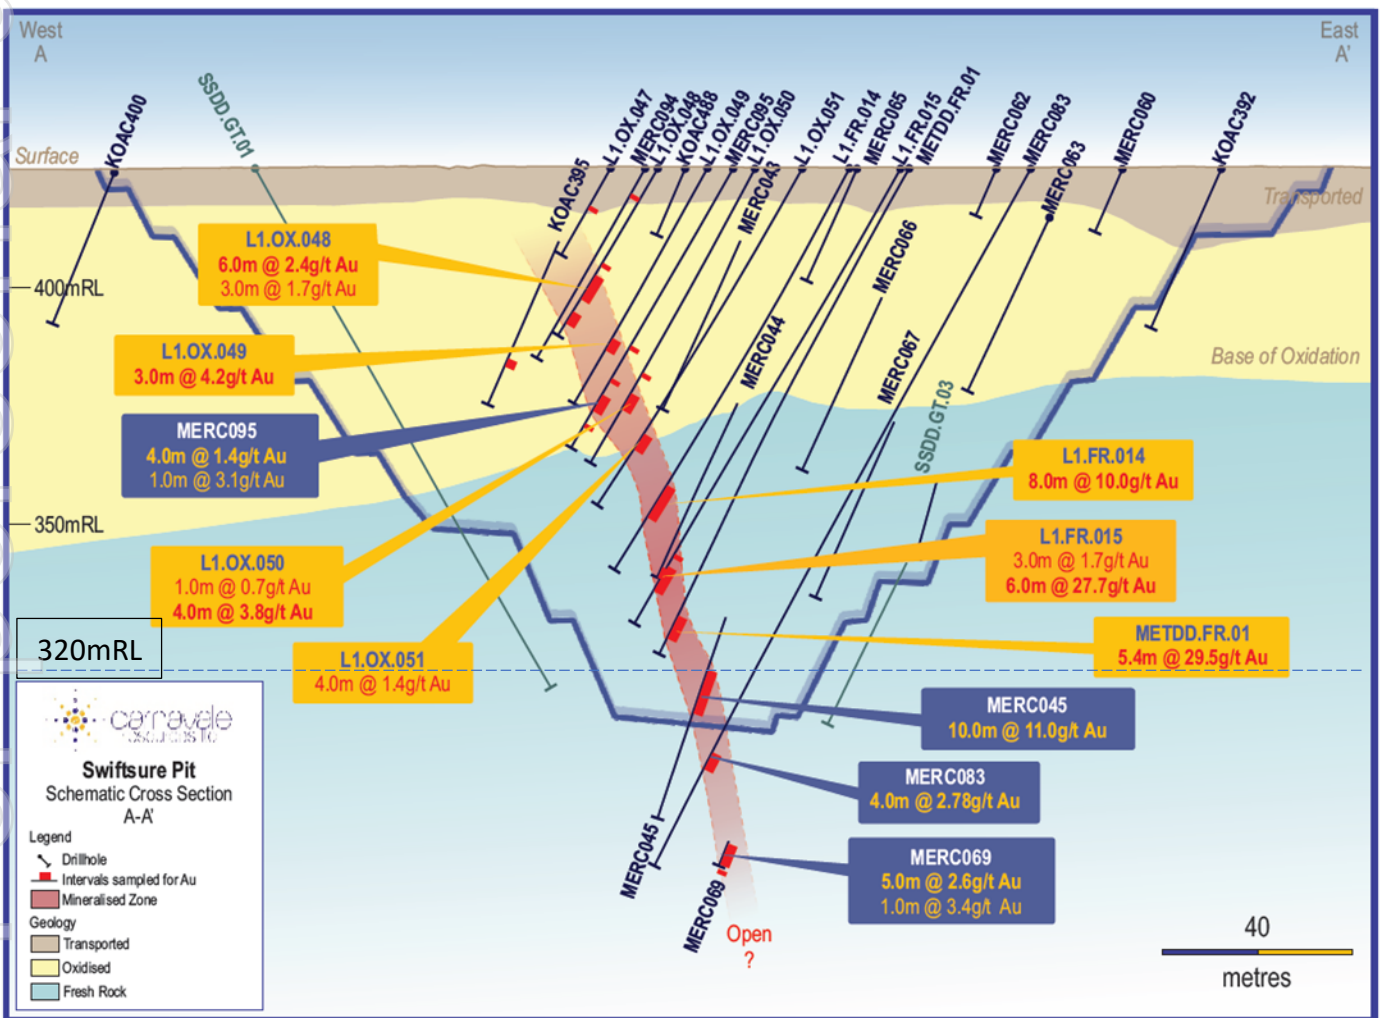 West
A
East
A'
KOAC400
SSDD.GT.01
KOAC395
L1.OX.047
MERC094
L1.OX.048
KOAC488
L1.OX.049
MERC095
L1.OX.050
MERC043
L1.OX.051
L1.FR.014
MERC065
L1.FR.015
METDD.FR.01
MERC062
MERC083
MERC063
MERC060
KOAC392
Surface
Transported
L1.OX.048
6.0m @ 2.4g/t Au
3.0m @ 1.7g/t Au
400mRL
MERC066
L1.OX.049
3.0m @ 4.2g/t Au
MERC044
MERC067
Base of Oxidation
SSDD.GT.03
MERC095
4.0m @ 1.4g/t Au
1.0m @ 3.1g/t Au
L1.FR.014
8.0m @ 10.0g/t Au
350mRL
L1.OX.050
1.0m @ 0.7g/t Au
4.0m @ 3.8g/t Au
L1.FR.015
3.0m @ 1.7g/t Au
6.0m @ 27.7g/t Au
320mRL
L1.OX.051
4.0m @ 1.4g/t Au
METDD.FR.01
5.4m @ 29.5g/t Au
MERC045
10.0m @ 11.0g/t Au
MERC083
4.0m @ 2.78g/t Au
MERC045
MERC069
MERC069
5.0m @ 2.6g/t Au
1.0m @ 3.4g/t Au
Open
?
40
metres
Swiftsure Pit
Schematic Cross Section
A-A'
Legend
Drillhole
Intervals sampled for Au
Mineralised Zone
Geology
Transported
Oxidised
Fresh Rock